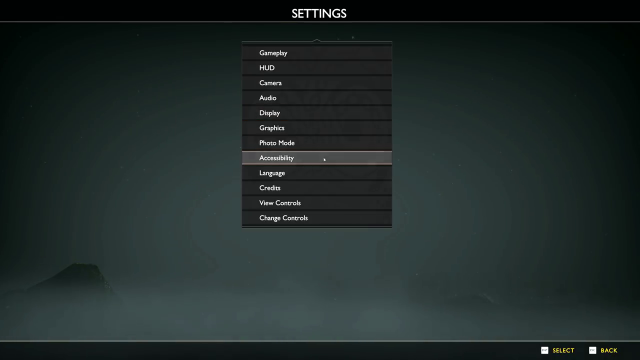 SETTINGS
Gameplay
HUD
Camera
Audio
Display
Graphics
Photo Mode
Accessibility
Language
Credits
View Controls
Change Controls
SELECT
BACK